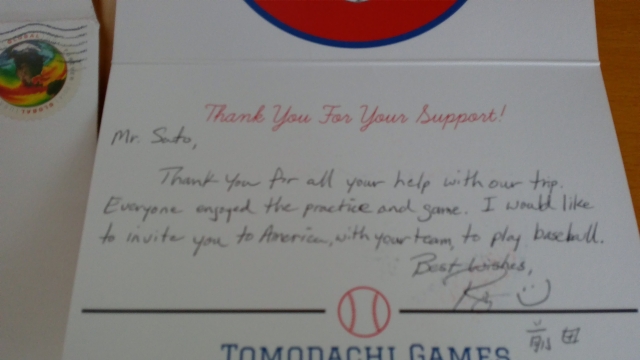 GLOBAL
Thank You For Your Support!
Mr. Sato,
Thank you for all your help with our trip.
Everyone enjoyed the practice and game. I would like
to invite you to America, with your team, to play baseball.
Best Wishes,
TOMODACHI GAMES